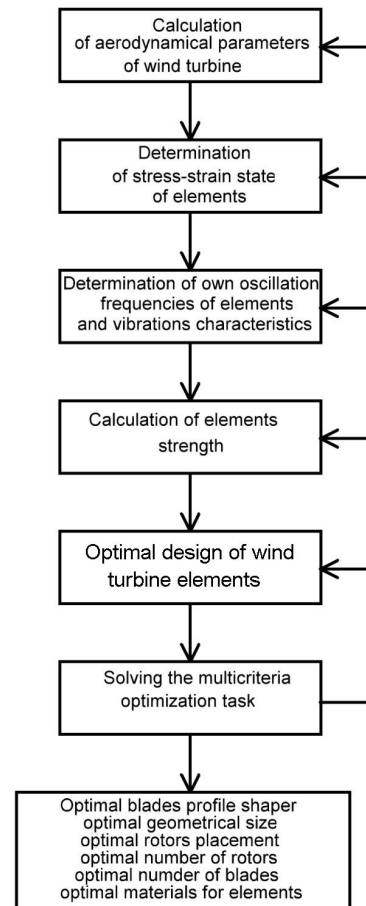 Calculation
of aerodynamical parameters
of wind turbine
Determination
of stress-strain state
of elements
Determination of own oscillation
frequencies of elements
and vibrations characteristics
Calculation of elements
strength
Optimal design of wind
turbine elements
Solving the multicriteria
optimization task
Optimal blades profile shaper
optimal geometrical size
optimal rotors placement
optimal number of rotors
optimal numder of blades
optimal materials for elements